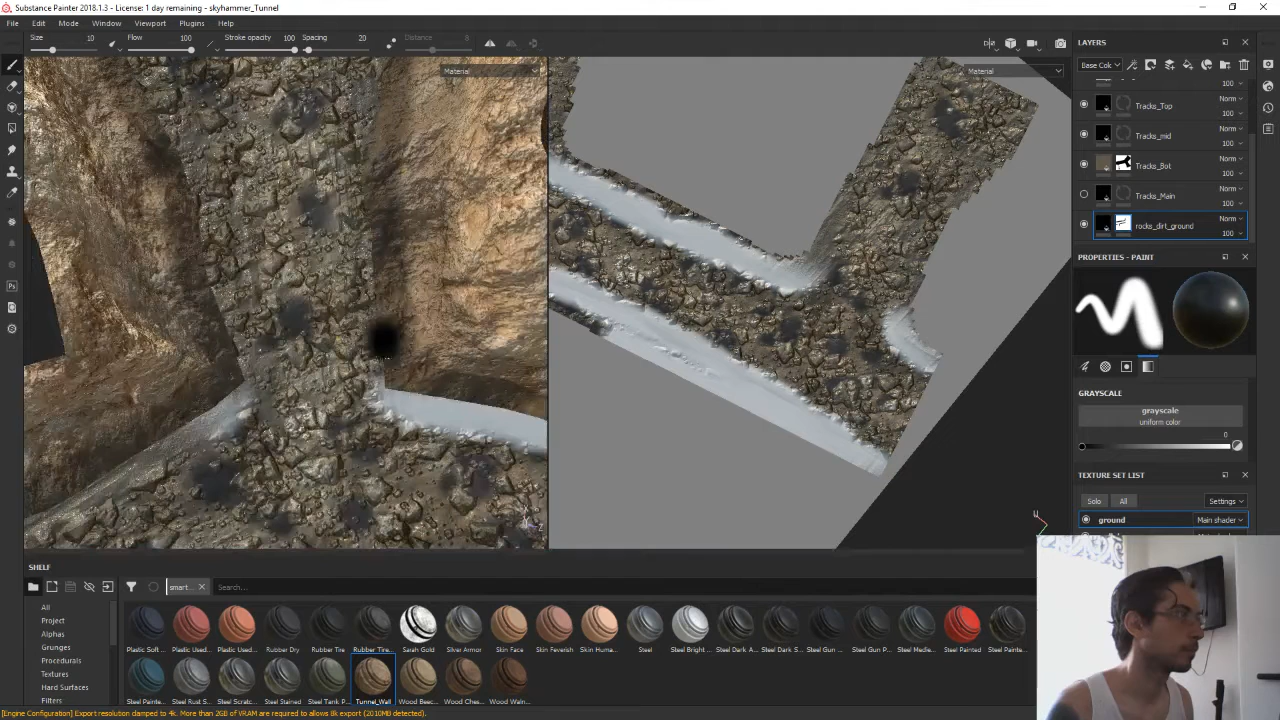 Substance Painter 2018.1.3 - License: 1 day remaining - skyhammer_Tunnel
File Edit Mode Window Viewport Plugins Help
Size 10 Flow 100 Stroke opacity 100 Spacing 20 Distance 8
Material
Material
LAYERS
Base Col
100
Tracks_Top Norm
100
Tracks_mid Norm
100
Tracks_Bot Norm
100
Tracks_Main Norm
100
rocks_dirt_ground Norm
100
PROPERTIES - PAINT
GRAYSCALE
grayscale
uniform color
0
TEXTURE SET LIST
Solo All Settings
ground Main shader
SHELF
smart... Search...
All
Project
Alphas
Grunges
Procedurals
Textures
Hard Surfaces
Filters
Plastic Soft ... Plastic Used... Plastic Used... Rubber Dry Rubber Tire Rubber Tire... Sarah Gold Silver Armor Skin Face Skin Feverish Skin Huma... Steel Steel Bright ... Steel Dark A... Steel Dark S... Steel Gun ... Steel Gun P... Steel Medie... Steel Painted Steel Painte...
Steel Painte... Steel Rust S... Steel Scratc... Steel Stained Steel Tank P... Tunnel_Wall Wood Beec... Wood Ches... Wood Waln...
[Engine Configuration] Export resolution damped to 4k. More than 2GB of VRAM are required to allows 8k export (2010MB detected).